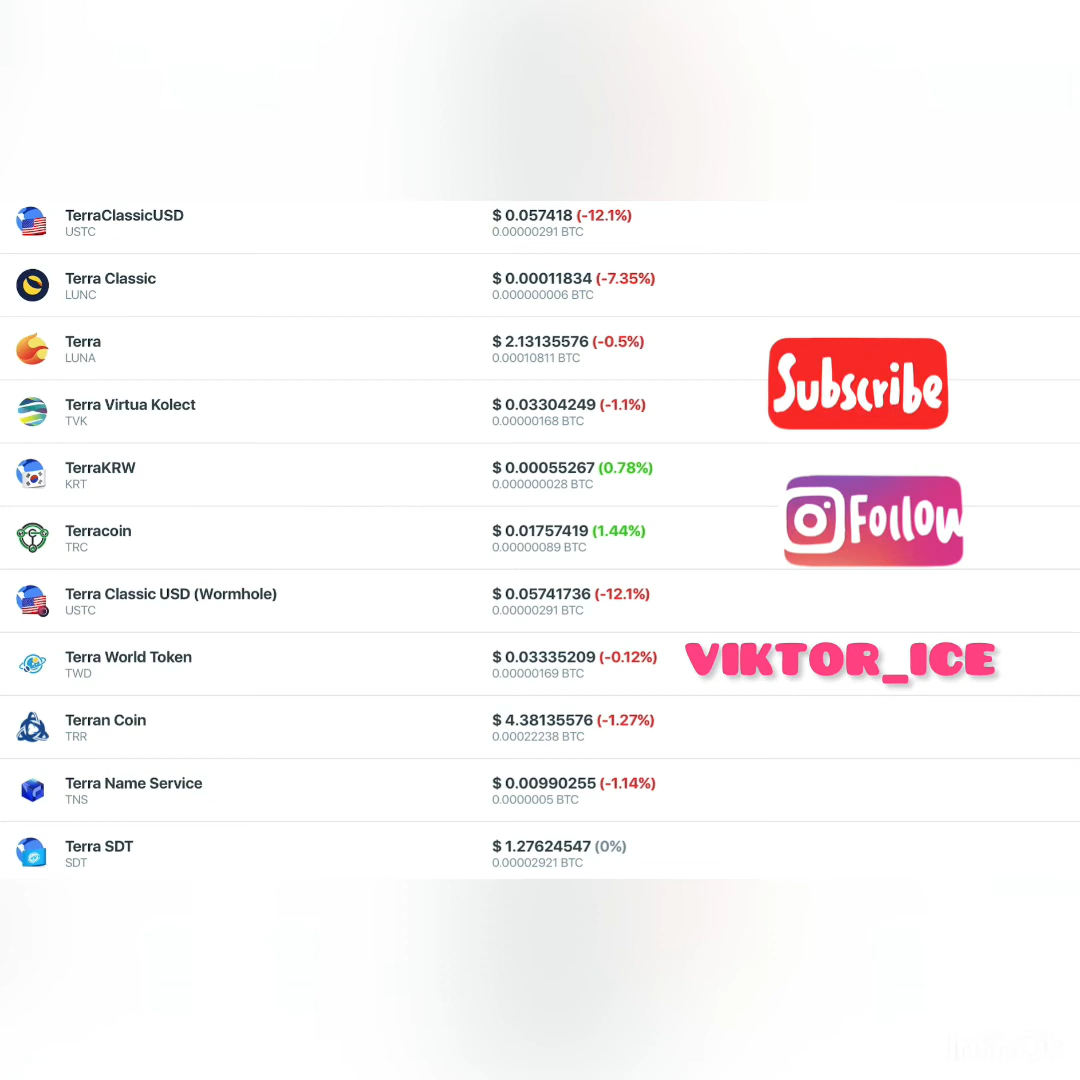 TerraClassicUSD
USTC
$ 0.057418 (-12.1%)
0.00000291 BTC
Terra Classic
LUNC
$ 0.00011834 (-7.35%)
0.000000006 BTC
Terra
LUNA
$ 2.13135576 (-0.5%)
0.00010811 BTC
Terra Virtua Kolect
TVK
$ 0.03304249 (-1.1%)
0.00000168 BTC
TerraKRW
KRT
$ 0.00055267 (0.78%)
0.000000028 BTC
Terracoin
TRC
$ 0.01757419 (1.44%)
0.00000089 BTC
Terra Classic USD (Wormhole)
USTC
$ 0.05741736 (-12.1%)
0.00000291 BTC
Terra World Token
TWD
$ 0.03335209 (-0.12%)
0.00000169 BTC
Terran Coin
TRR
$ 4.38135576 (-1.27%)
0.00022238 BTC
Terra Name Service
TNS
$ 0.00990255 (-1.14%)
0.0000005 BTC
Terra SDT
SDT
$ 1.27624547 (0%)
0.00002921 BTC
Subscribe
Follow
VIKTOR_ICE